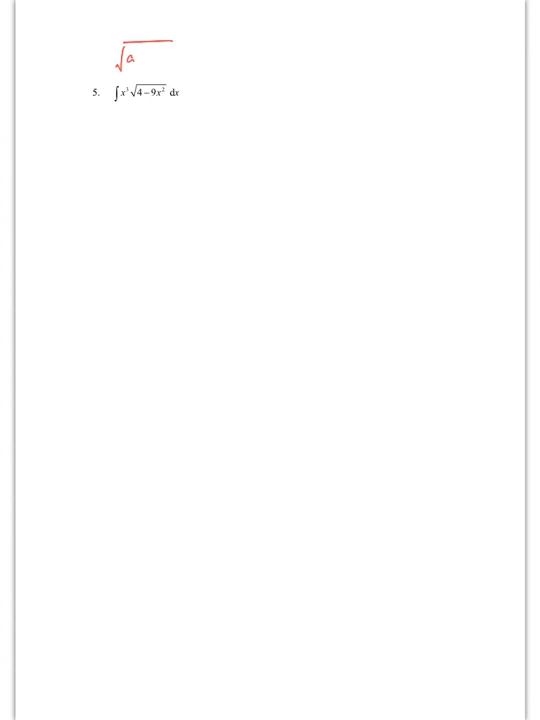 √a
5. ∫ x³ √4 – 9x² dx